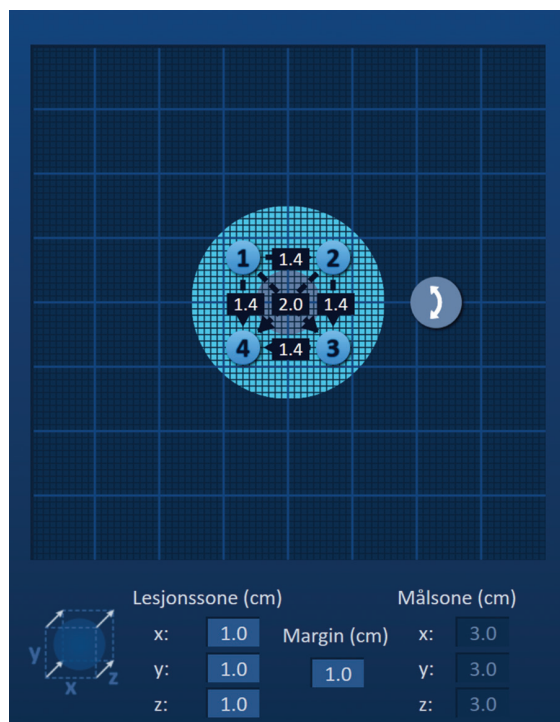 1 1.4 2
1.4 2.0 1.4
4 1.4 3
Lesjonssone (cm) Målsone (cm)
x: 1.0 Margin (cm) x: 3.0
y: 1.0 1.0 y: 3.0
z: 1.0 z: 3.0
y
x
z